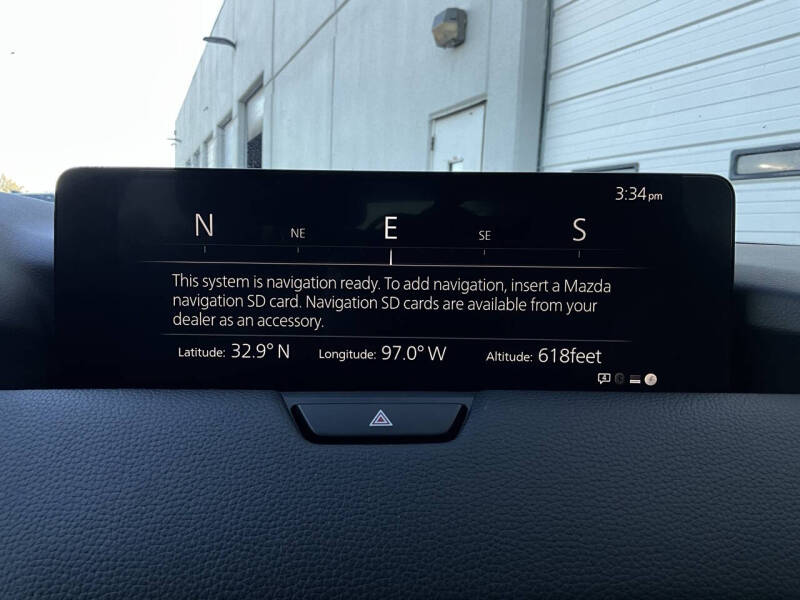 3:34pm
N NE E SE S
This system is navigation ready. To add navigation, insert a Mazda
navigation SD card. Navigation SD cards are available from your
dealer as an accessory.
Latitude: 32.9° N Longitude: 97.0° W Altitude: 618feet